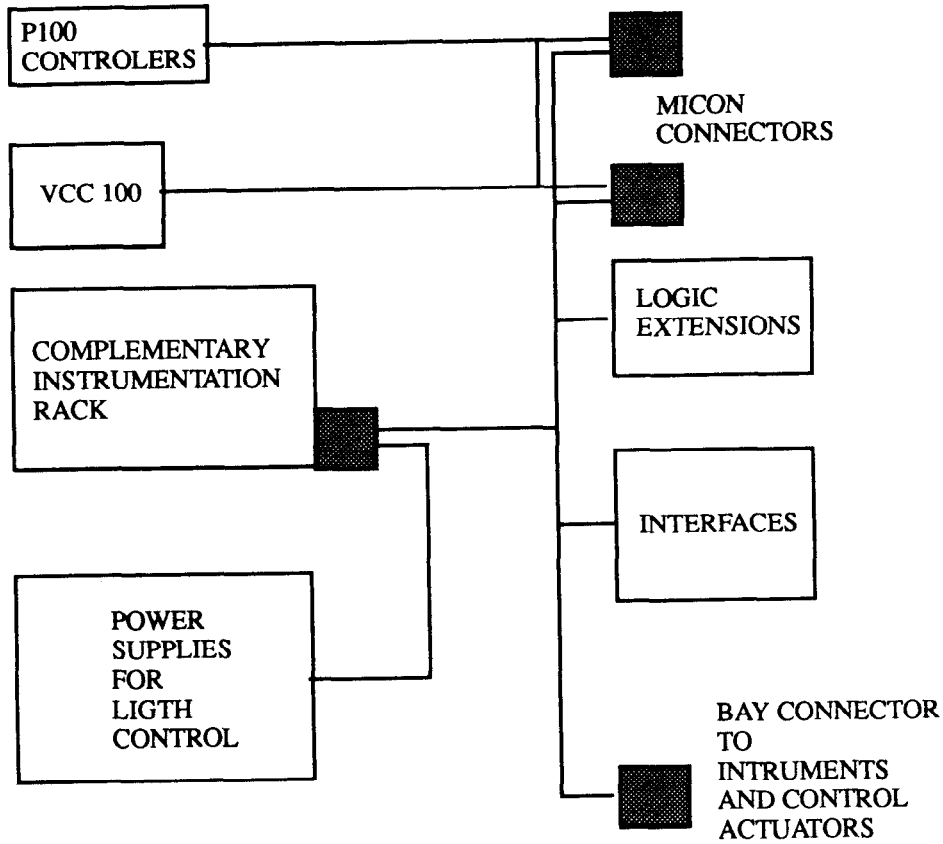 P100
CONTROLERS
MICON
CONNECTORS
VCC 100
LOGIC
EXTENSIONS
COMPLEMENTARY
INSTRUMENTATION
RACK
INTERFACES
POWER
SUPPLIES
FOR
LIGTH
CONTROL
BAY CONNECTOR
TO
INTRUMENTS
AND CONTROL
ACTUATORS